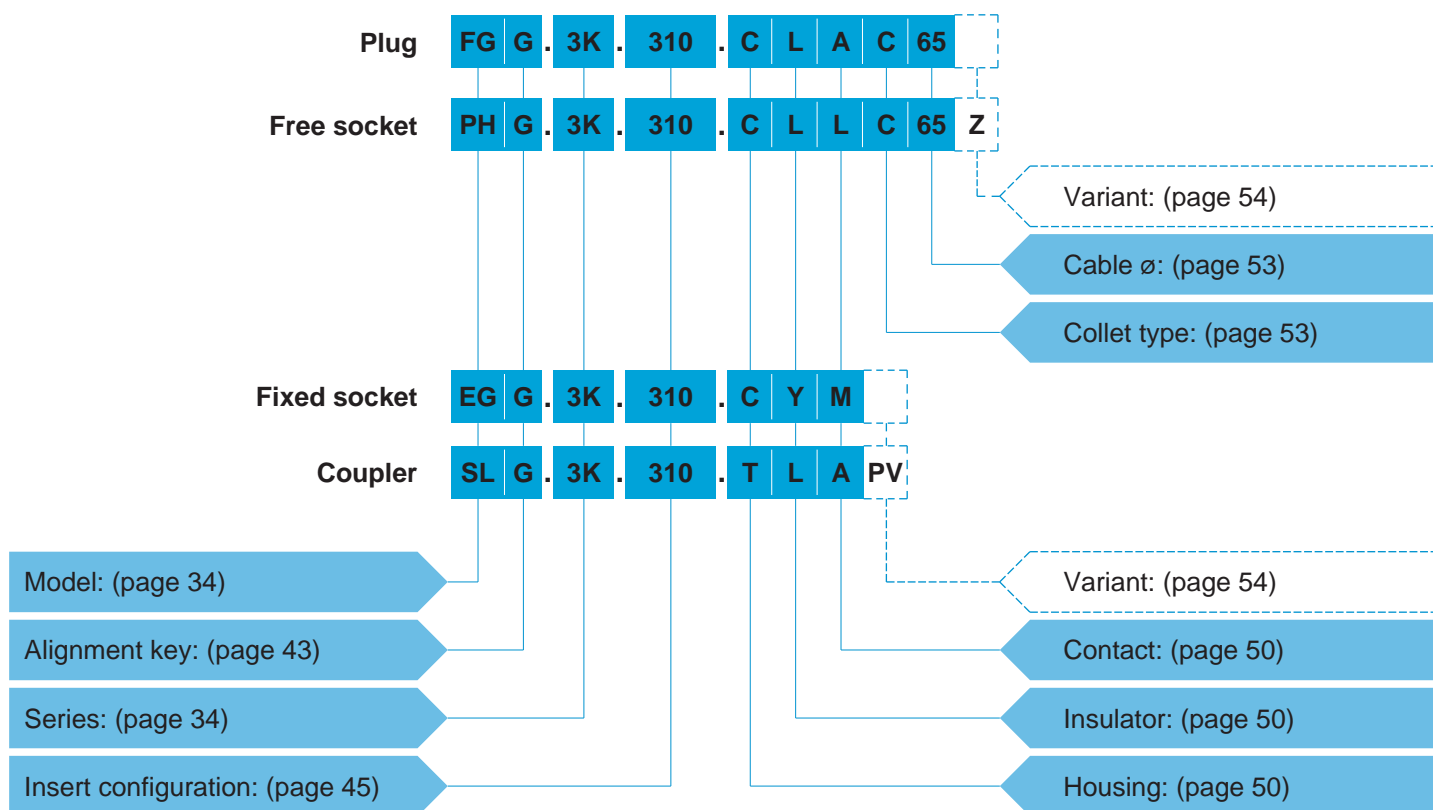 Plug FG G . 3K . 310 . C L A C 65
Free socket PH G . 3K . 310 . C L L C 65 Z
Variant: (page 54)
Cable ø: (page 53)
Collet type: (page 53)
Fixed socket EG G . 3K . 310 . C Y M
Coupler SL G . 3K . 310 . T L A PV
Model: (page 34) Variant: (page 54)
Alignment key: (page 43) Contact: (page 50)
Series: (page 34) Insulator: (page 50)
Insert configuration: (page 45) Housing: (page 50)